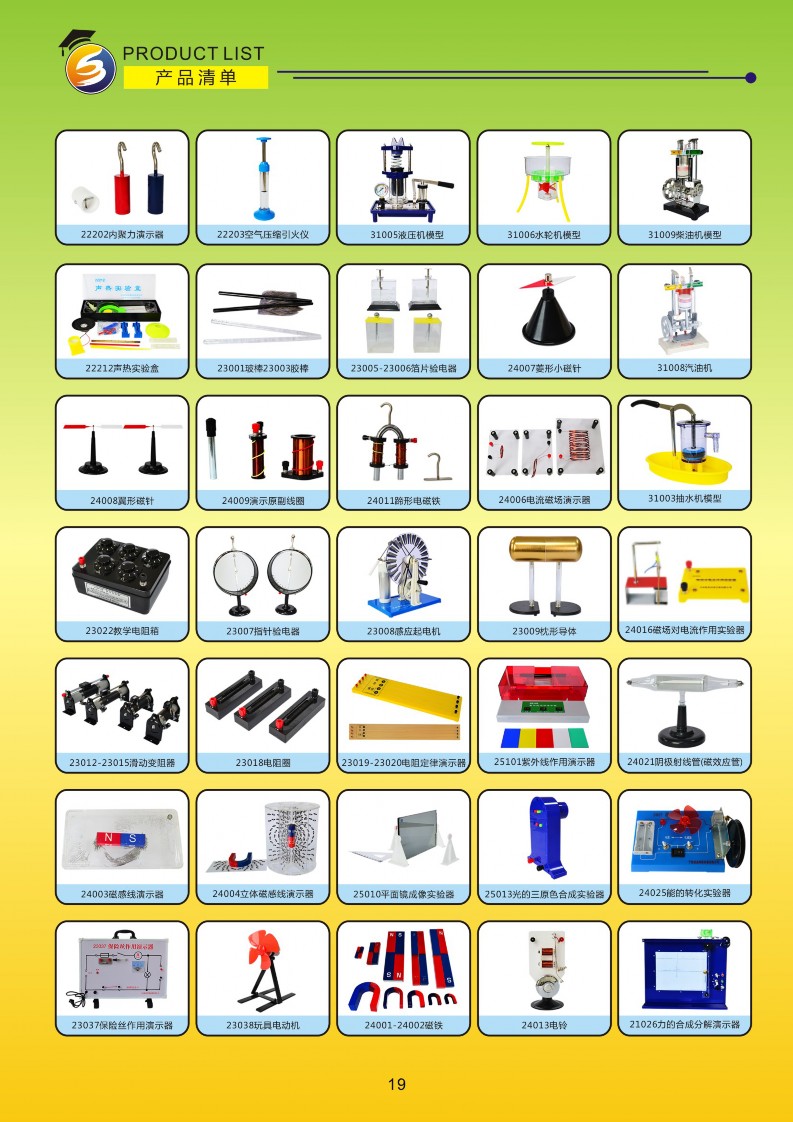 PRODUCT LIST
产品清单
22202内聚力演示器
22203空气压缩引火仪
31005液压机模型
31006水轮机模型
31009柴油机模型
声热实验盒
22212声热实验盒
23001玻棒23003胶棒
23005-23006箔片验电器
24007菱形小磁针
31008汽油机
24008翼形磁针
24009演示原副线圈
24011蹄形电磁铁
24006电流磁场演示器
31003抽水机模型
23022教学电阻箱
23007指针验电器
23008感应起电机
23009枕形导体
24016磁场对电流作用实验器
23012-23015滑动变阻器
23018电阻圈
23019-23020电阻定律演示器
25101紫外线作用演示器
24021阴极射线管(磁效应管)
N S
24003磁感线演示器
24004立体磁感线演示器
25010平面镜成像实验器
25013光的三原色合成实验器
24025能的转化实验器
23037 保险丝作用演示器
N S
S
23037保险丝作用演示器
23038玩具电动机
24001-24002磁铁
24013电铃
21026力的合成分解演示器
19